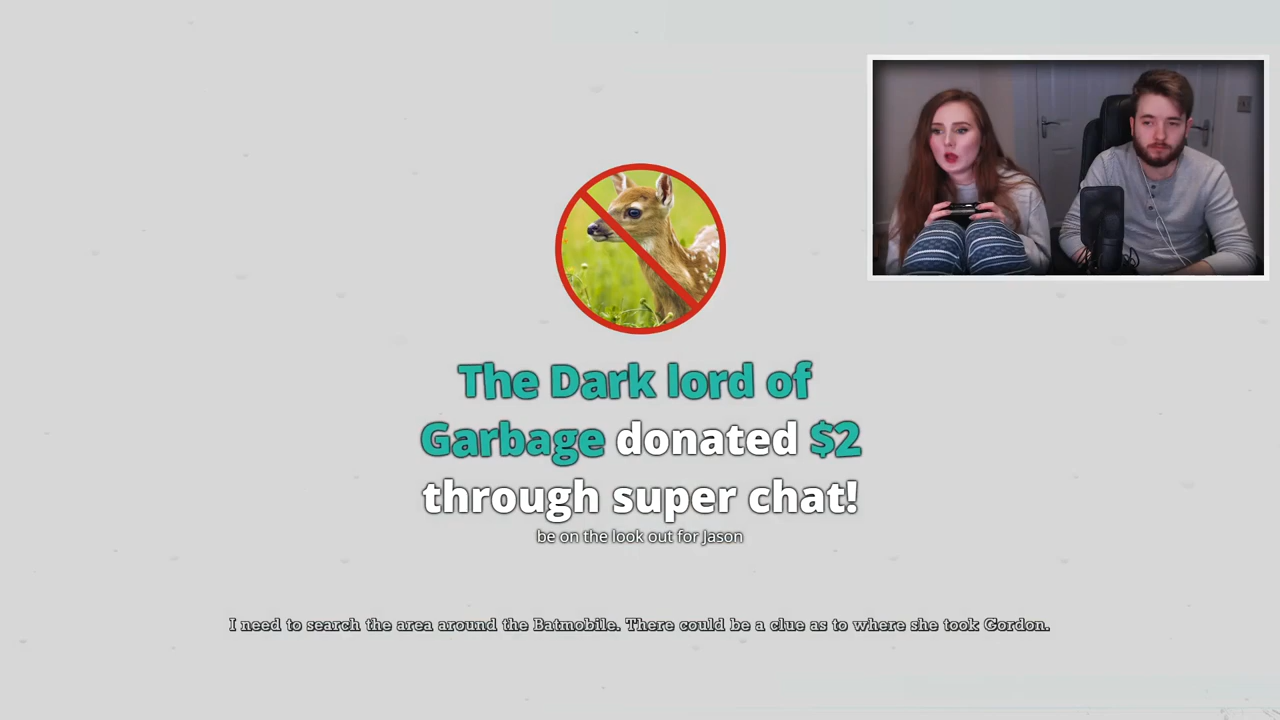 The Dark lord of
Garbage donated $2
through super chat!
be on the look out for Jason
I need to search the area around the Batmobile. There could be a clue as to where she took Gordon.